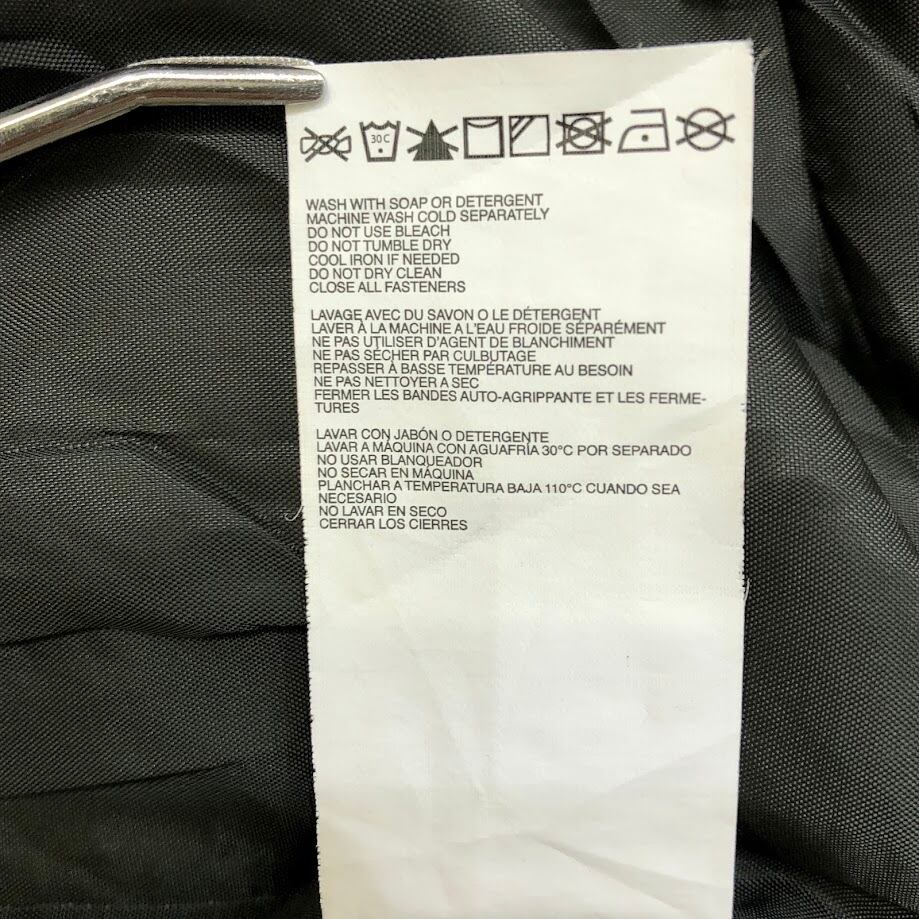 30 C
WASH WITH SOAP OR DETERGENT
MACHINE WASH COLD SEPARATELY
DO NOT USE BLEACH
DO NOT TUMBLE DRY
COOL IRON IF NEEDED
DO NOT DRY CLEAN
CLOSE ALL FASTENERS
LAVAGE AVEC DU SAVON O LE DÉTERGENT
LAVER À LA MACHINE A L'EAU FROIDE SÉPARÉMENT
NE PAS UTILISER D'AGENT DE BLANCHIMENT
NE PAS SÉCHER PAR CULBUTAGE
REPASSER À BASSE TEMPÉRATURE AU BESOIN
NE PAS NETTOYER A SEC
FERMER LES BANDES AUTO-AGRIPPANTE ET LES FERME-
TURES
LAVAR CON JABÓN O DETERGENTE
LAVAR A MÁQUINA CON AGUAFRÍA 30°C POR SEPARADO
NO USAR BLANQUEADOR
NO SECAR EN MÁQUINA
PLANCHAR A TEMPERATURA BAJA 110°C CUANDO SEA
NECESARIO
NO LAVAR EN SECO
CERRAR LOS CIERRES